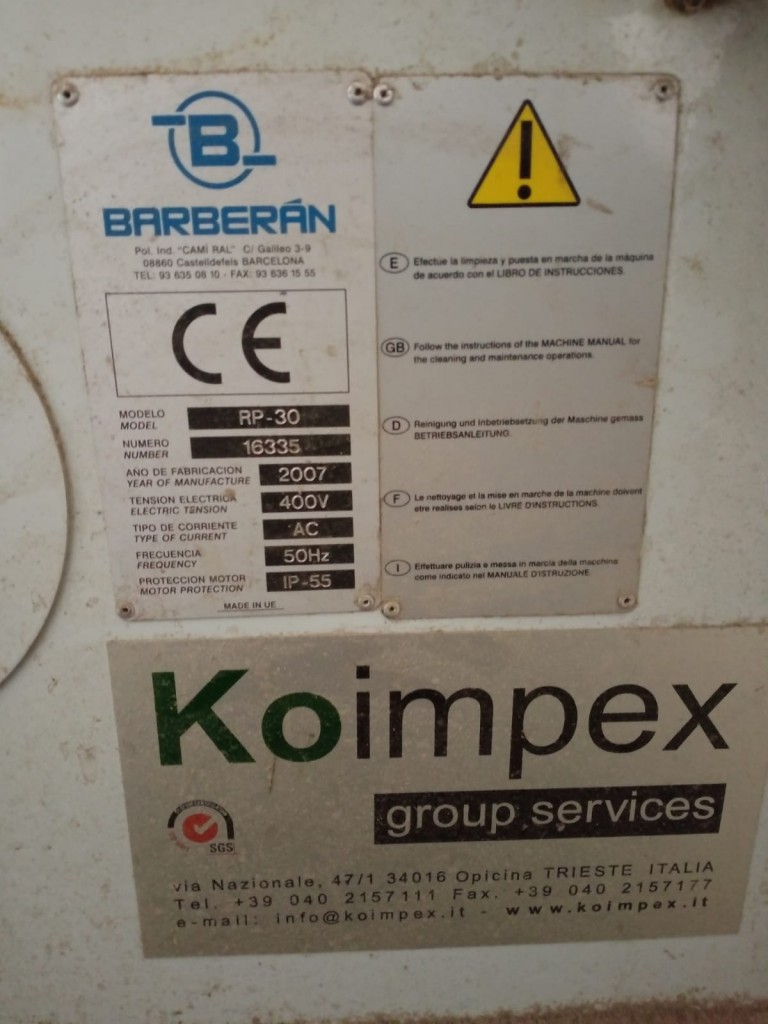 B
BARBERÁN
Pol. Ind. "CAMÍ RAL" C/ Galileo 3-9
08860 Castelldefels BARCELONA
TEL: 93 635 08 10 - FAX: 93 636 15 55
CE
MODELO
MODEL
RP-30
NUMERO
NUMBER
16335
AÑO DE FABRICACION
YEAR OF MANUFACTURE
2007
TENSION ELECTRICA
ELECTRIC TENSION
400V
TIPO DE CORRIENTE
TYPE OF CURRENT
AC
FRECUENCIA
FREQUENCY
50Hz
PROTECCION MOTOR
MOTOR PROTECTION
IP-55
MADE IN UE
!
E Efectúe la limpieza y puesta en marcha de la máquina
de acuerdo con el LIBRO DE INSTRUCCIONES.
GB Follow the instructions of the MACHINE MANUAL for
the cleaning and maintenance operations.
D Reinigung und Inbetriebsetzung der Maschine gemass
BETRIEBSANLEITUNG.
F Le nettoyage et la mise en marche de la machine doivent
etre realises selon le LIVRE D'INSTRUCTIONS.
I Effettuare pulizia e messa in marcia della macchina
come indicato nel MANUALE D'ISTRUZIONE.
Koimpex
group services
SGS
via Nazionale, 47/1 34016 Opicina TRIESTE ITALIA
Tel. +39 040 2157111 Fax. +39 040 2157177
e-mail: info@koimpex.it - www.koimpex.it